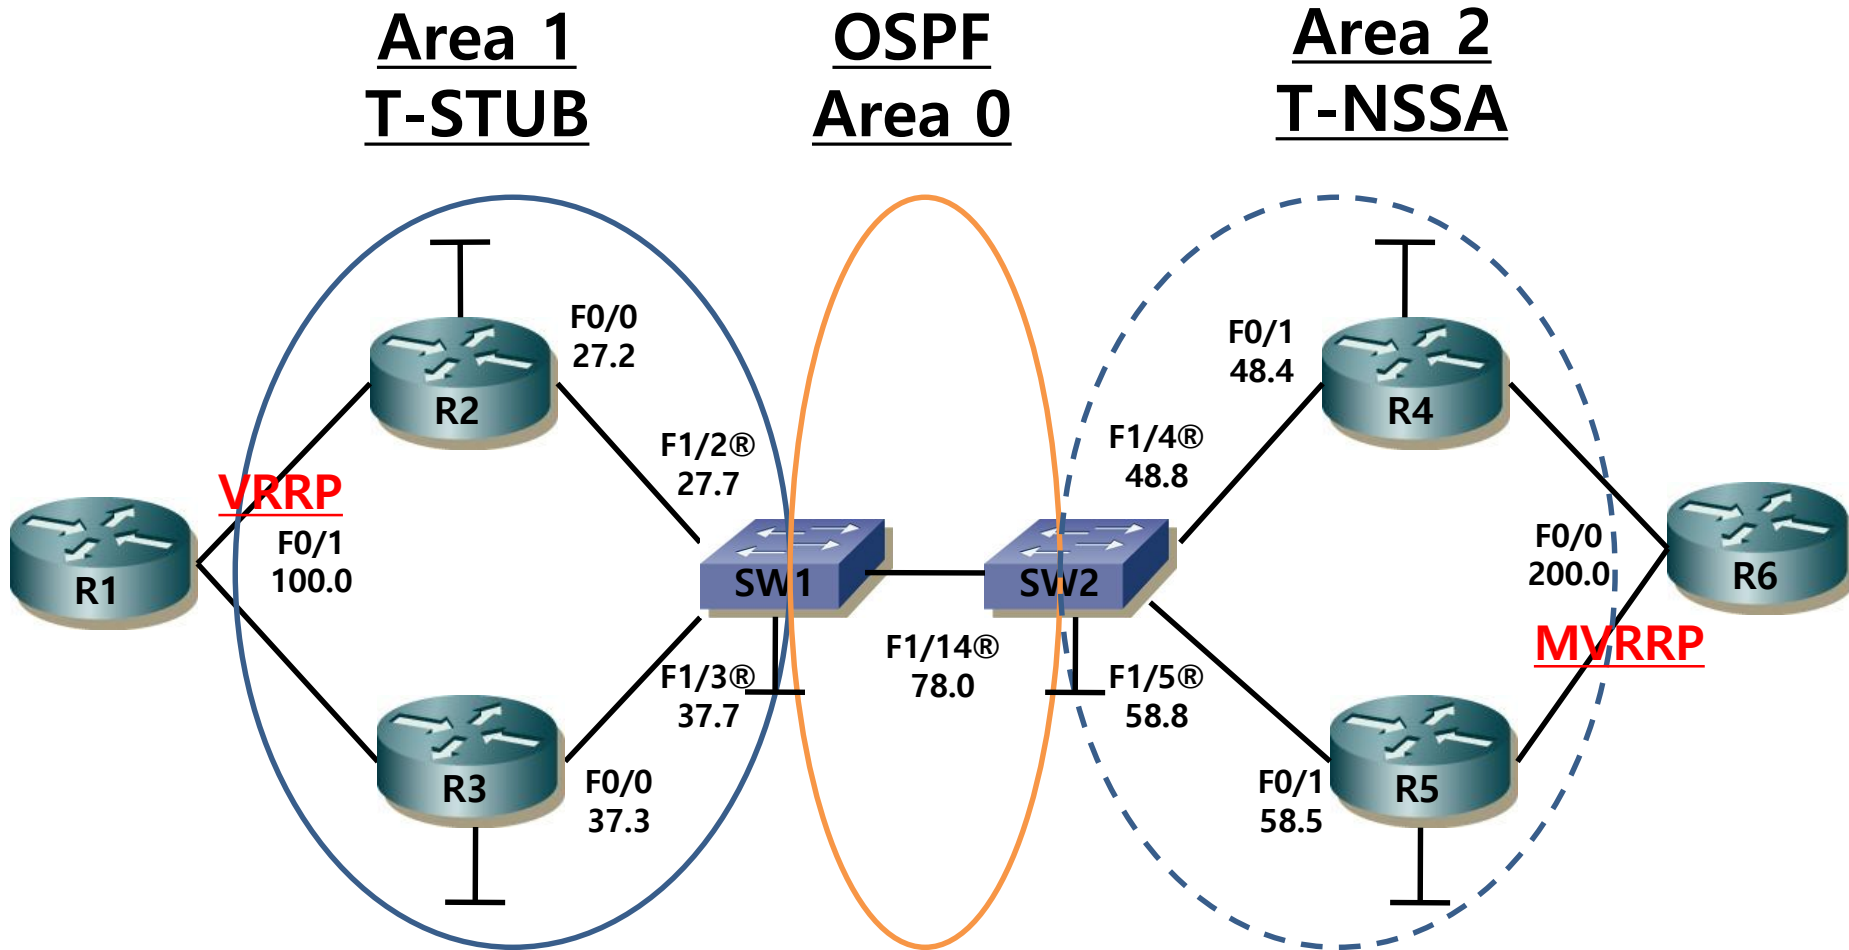 Area 1
T-STUB
OSPF
Area 0
Area 2
T-NSSA
F0/0
27.2
R2
F1/2®
27.7
VRRP
F0/1
100.0
R1
SW1
F1/3®
37.7
R3
F0/0
37.3
F1/14®
78.0
SW2
F0/1
48.4
R4
F1/4®
48.8
F0/0
200.0
R6
MVRRP
F1/5®
58.8
F0/1
58.5
R5